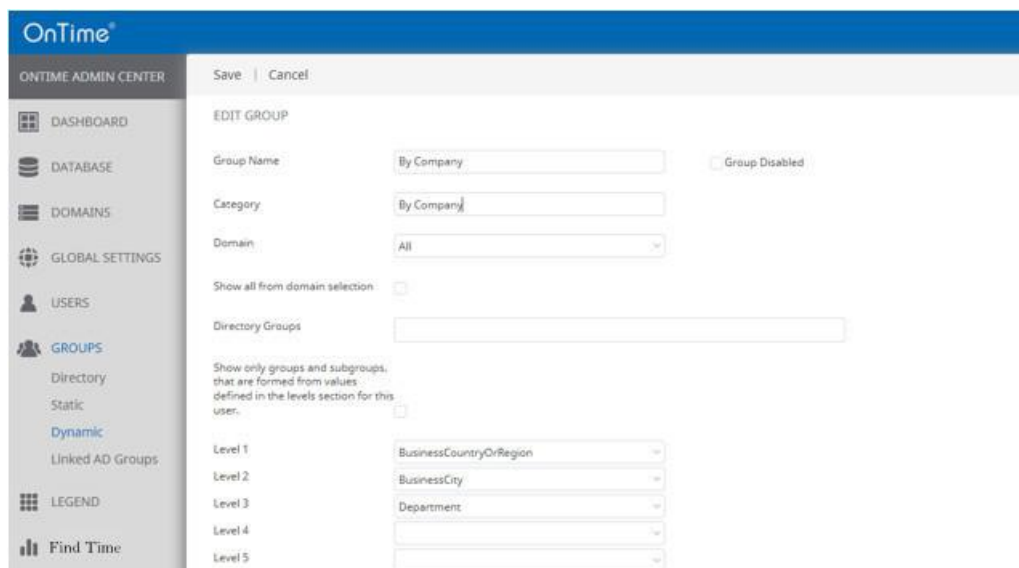 OnTime®
ONTIME ADMIN CENTER
Save | Cancel
DASHBOARD
DATABASE
DOMAINS
GLOBAL SETTINGS
USERS
GROUPS
Directory
Static
Dynamic
Linked AD Groups
LEGEND
Find Time
EDIT GROUP
Group Name By Company Group Disabled
Category By Company
Domain All
Show all from domain selection
Directory Groups
Show only groups and subgroups,
that are formed from values
defined in the levels section for this
user.
Level 1 BusinessCountryOrRegion
Level 2 BusinessCity
Level 3 Department
Level 4
Level 5